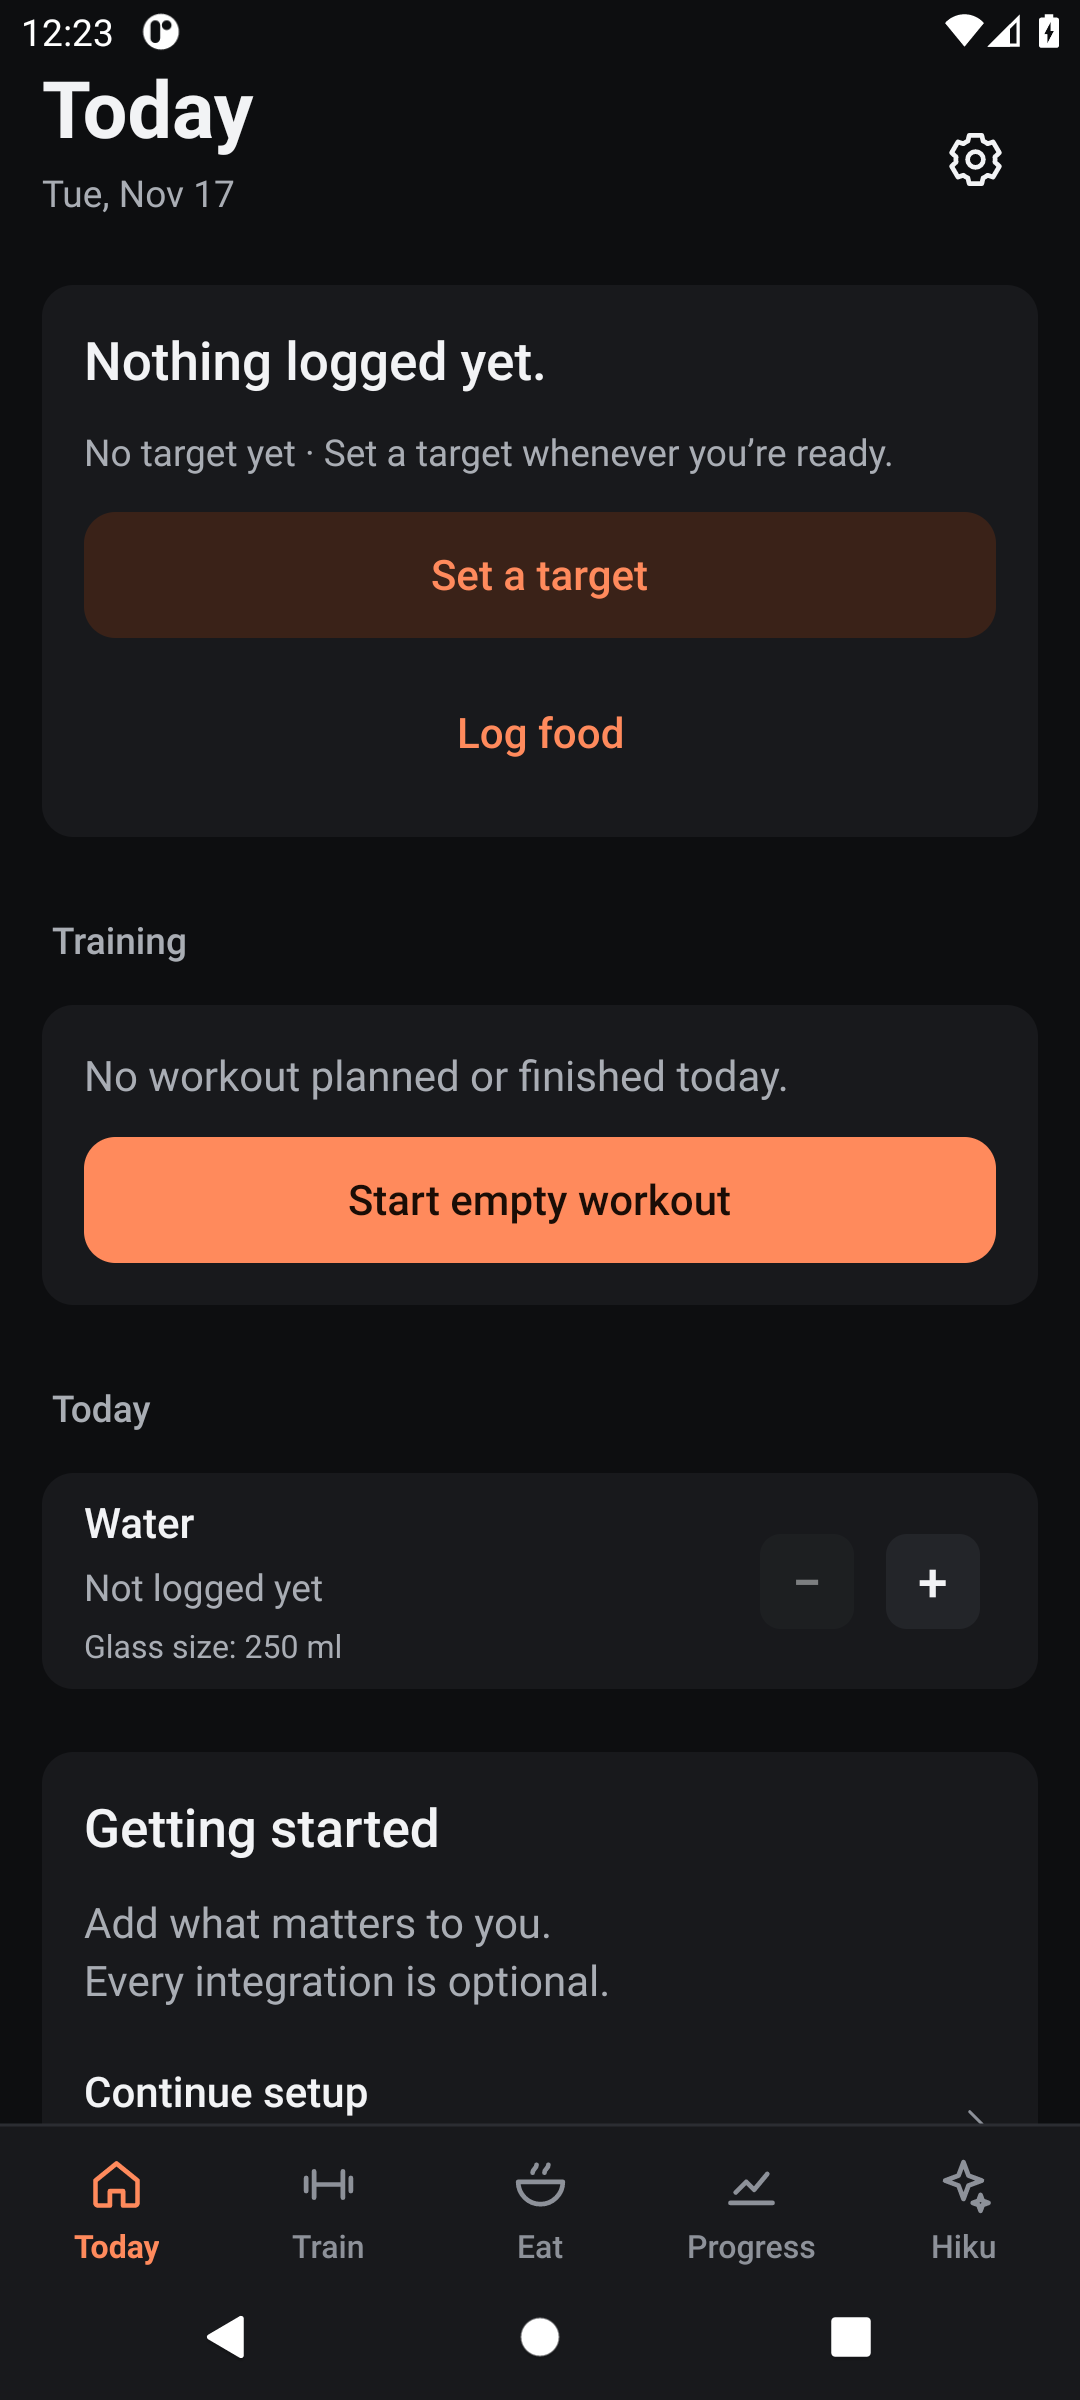 12:23
Today
Tue, Nov 17
Nothing logged yet.
No target yet · Set a target whenever you’re ready.
Set a target
Log food
Training
No workout planned or finished today.
Start empty workout
Today
Water
Not logged yet
Glass size: 250 ml
− +
Getting started
Add what matters to you.
Every integration is optional.
Continue setup
Today Train Eat Progress Hiku